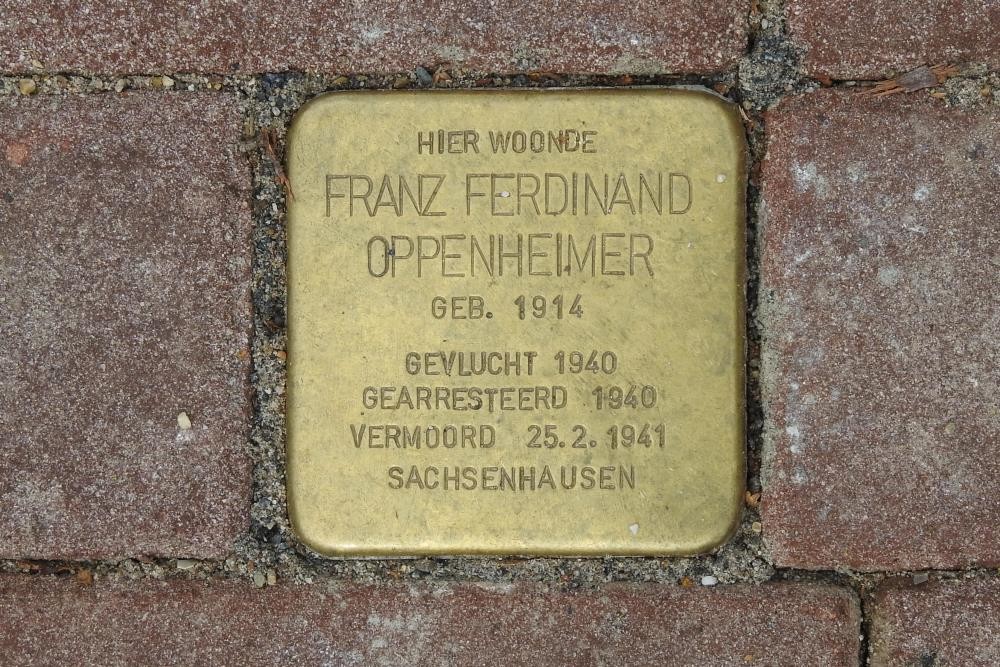 HIER WOONDE
FRANZ FERDINAND
OPPENHEIMER
GEB. 1914
GEVLUCHT 1940
GEARRESTEERD 1940
VERMOORD 25.2.1941
SACHSENHAUSEN